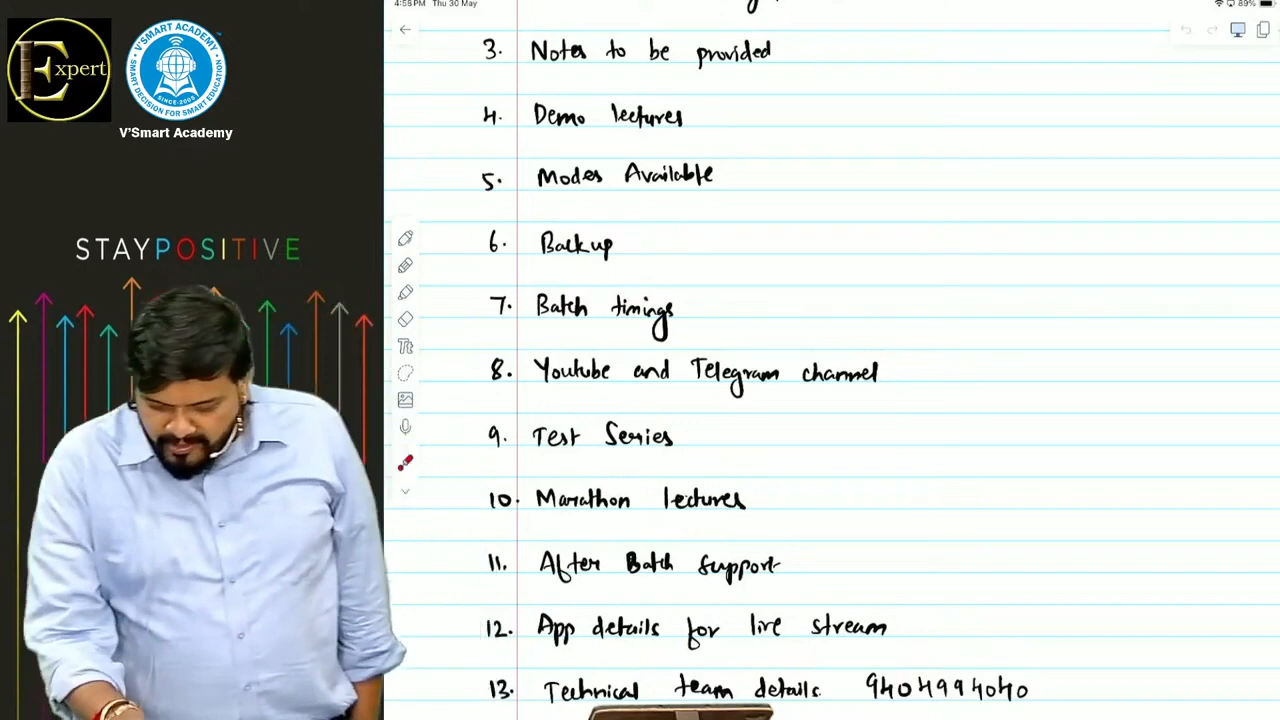 4:56 PM Thu 30 May
89%
Expert
V'SMART ACADEMY
SMART DECISION FOR SMART EDUCATION
SINCE-2005
V'Smart Academy
STAYPOSITIVE
3. Notes to be provided
4. Demo lectures
5. Modes Available
6. Backup
7. Batch timings
8. Youtube and Telegram channel
9. Test Series
10. Marathon lectures
11. After Batch support
12. App details for live stream
13. Technical team details. 9404994040
Tt